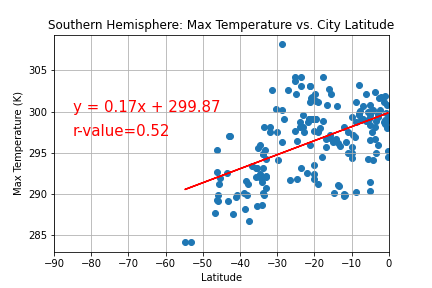 Southern Hemisphere: Max Temperature vs. City Latitude
Max Temperature (K)
305
300
295
290
285
y = 0.17x + 299.87
r-value=0.52
−90 −80 −70 −60 −50 −40 −30 −20 −10 0
Latitude